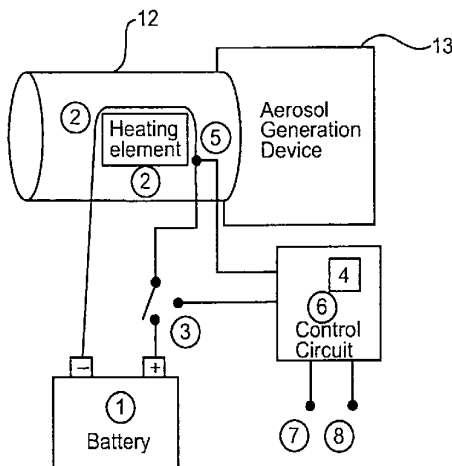 12
13
2
Heating
element
2
5
Aerosol
Generation
Device
4
6
Control
Circuit
3
−
+
1
Battery
7
8